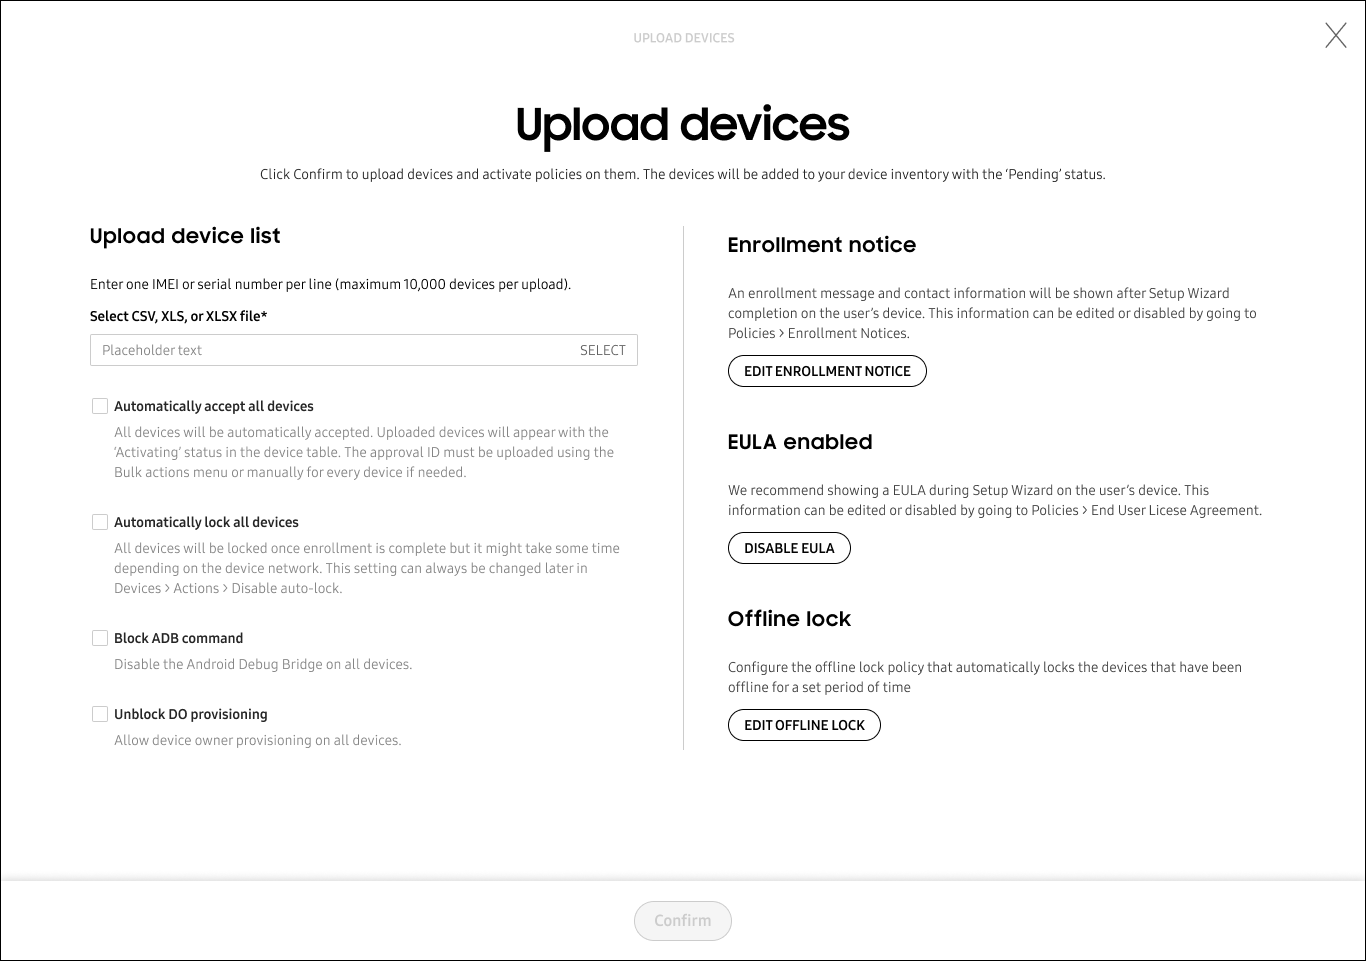 UPLOAD DEVICES
Upload devices
Click Confirm to upload devices and activate policies on them. The devices will be added to your device inventory with the ‘Pending’ status.
Upload device list
Enter one IMEI or serial number per line (maximum 10,000 devices per upload).
Select CSV, XLS, or XLSX file*
Placeholder text SELECT
Automatically accept all devices
All devices will be automatically accepted. Uploaded devices will appear with the
‘Activating’ status in the device table. The approval ID must be uploaded using the
Bulk actions menu or manually for every device if needed.
Automatically lock all devices
All devices will be locked once enrollment is complete but it might take some time
depending on the device network. This setting can always be changed later in
Devices > Actions > Disable auto-lock.
Block ADB command
Disable the Android Debug Bridge on all devices.
Unblock DO provisioning
Allow device owner provisioning on all devices.
Enrollment notice
An enrollment message and contact information will be shown after Setup Wizard
completion on the user’s device. This information can be edited or disabled by going to
Policies > Enrollment Notices.
EDIT ENROLLMENT NOTICE
EULA enabled
We recommend showing a EULA during Setup Wizard on the user’s device. This
information can be edited or disabled by going to Policies > End User Licese Agreement.
DISABLE EULA
Offline lock
Configure the offline lock policy that automatically locks the devices that have been
offline for a set period of time
EDIT OFFLINE LOCK
Confirm